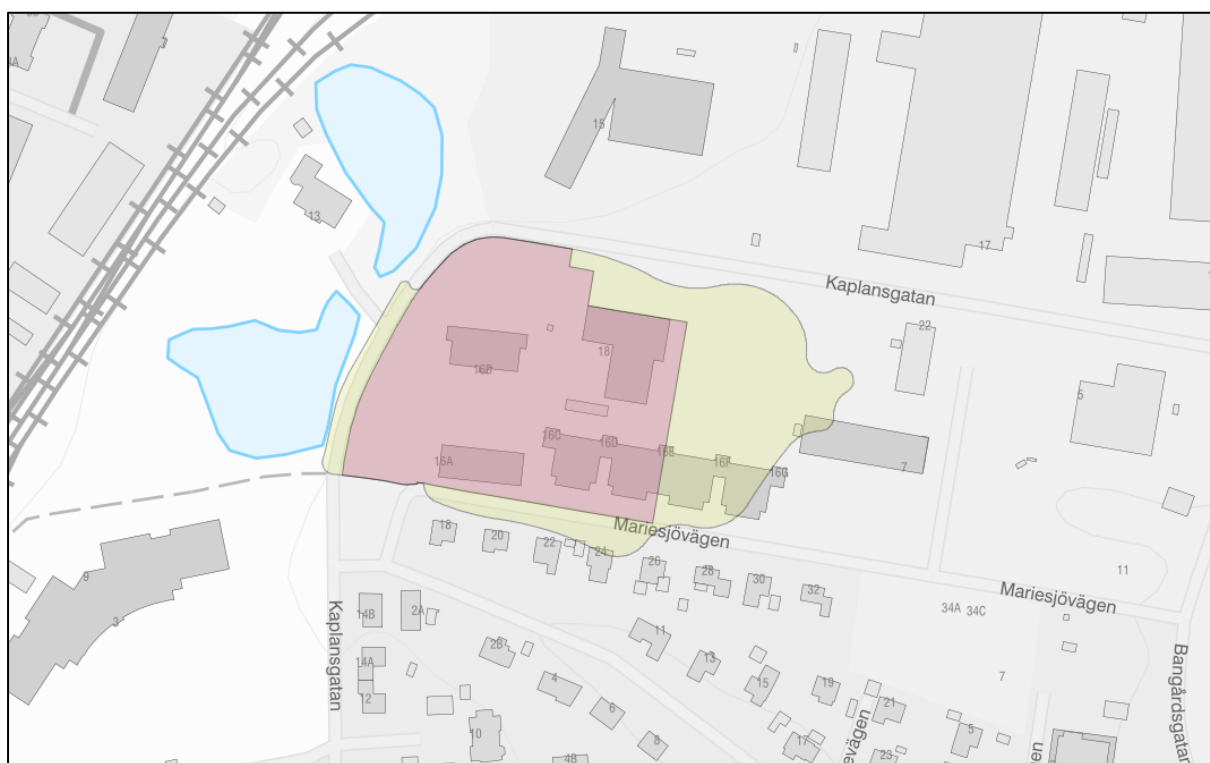 15
13
17
Kaplansgatan
22
18
16B
5
16C
16D
16E
16A
16F
16G
7
Mariesjövägen
18
20
22
24
26
28
30
32
11
Mariesjövägen
34A 34C
9
3
Kaplansgatan
14B
2A
2B
11
13
14A
12
4
15
19
7
6
21
Bangårdsgatan
10
8
17
5
4B
23